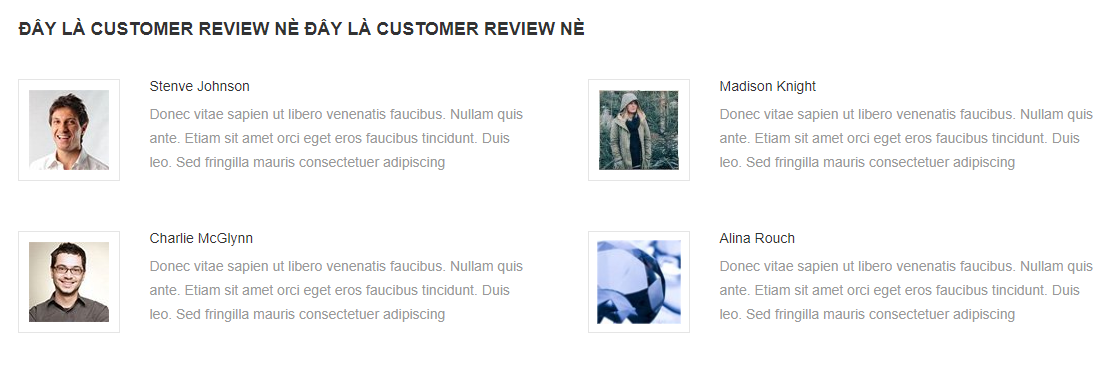 ĐÂY LÀ CUSTOMER REVIEW NÈ ĐÂY LÀ CUSTOMER REVIEW NÈ
Stenve Johnson
Donec vitae sapien ut libero venenatis faucibus. Nullam quis
ante. Etiam sit amet orci eget eros faucibus tincidunt. Duis
leo. Sed fringilla mauris consectetuer adipiscing
Madison Knight
Donec vitae sapien ut libero venenatis faucibus. Nullam quis
ante. Etiam sit amet orci eget eros faucibus tincidunt. Duis
leo. Sed fringilla mauris consectetuer adipiscing
Charlie McGlynn
Donec vitae sapien ut libero venenatis faucibus. Nullam quis
ante. Etiam sit amet orci eget eros faucibus tincidunt. Duis
leo. Sed fringilla mauris consectetuer adipiscing
Alina Rouch
Donec vitae sapien ut libero venenatis faucibus. Nullam quis
ante. Etiam sit amet orci eget eros faucibus tincidunt. Duis
leo. Sed fringilla mauris consectetuer adipiscing